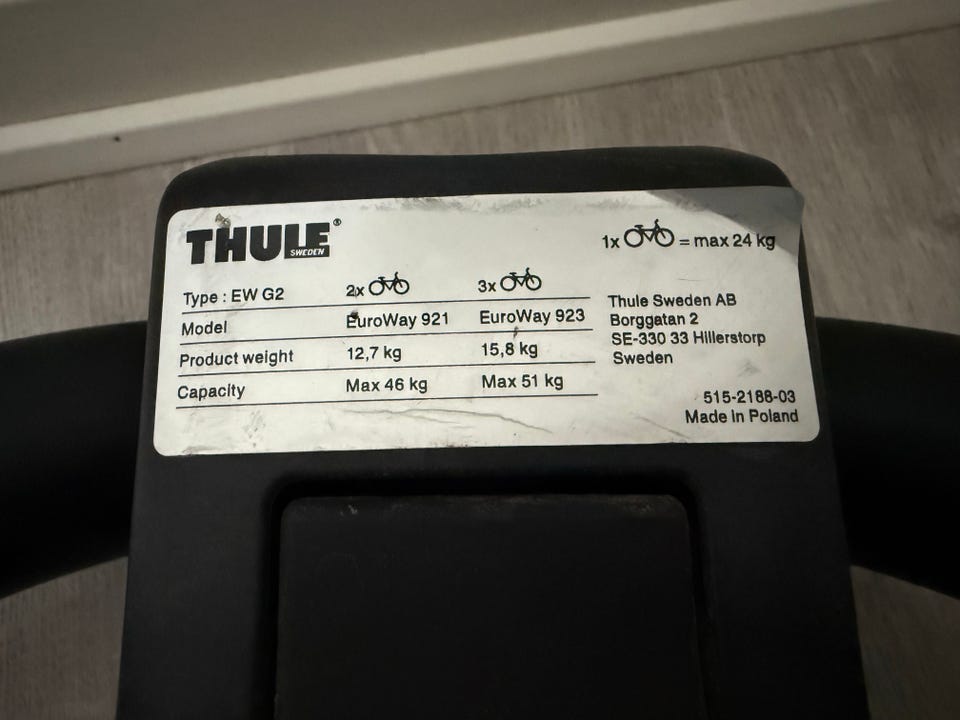 THULE®
SWEDEN
1x = max 24 kg
Type : EW G2 2x 3x
Model EuroWay 921 EuroWay 923
Product weight 12,7 kg 15,8 kg
Capacity Max 46 kg Max 51 kg
Thule Sweden AB
Borggatan 2
SE-330 33 Hillerstorp
Sweden
515-2188-03
Made in Poland